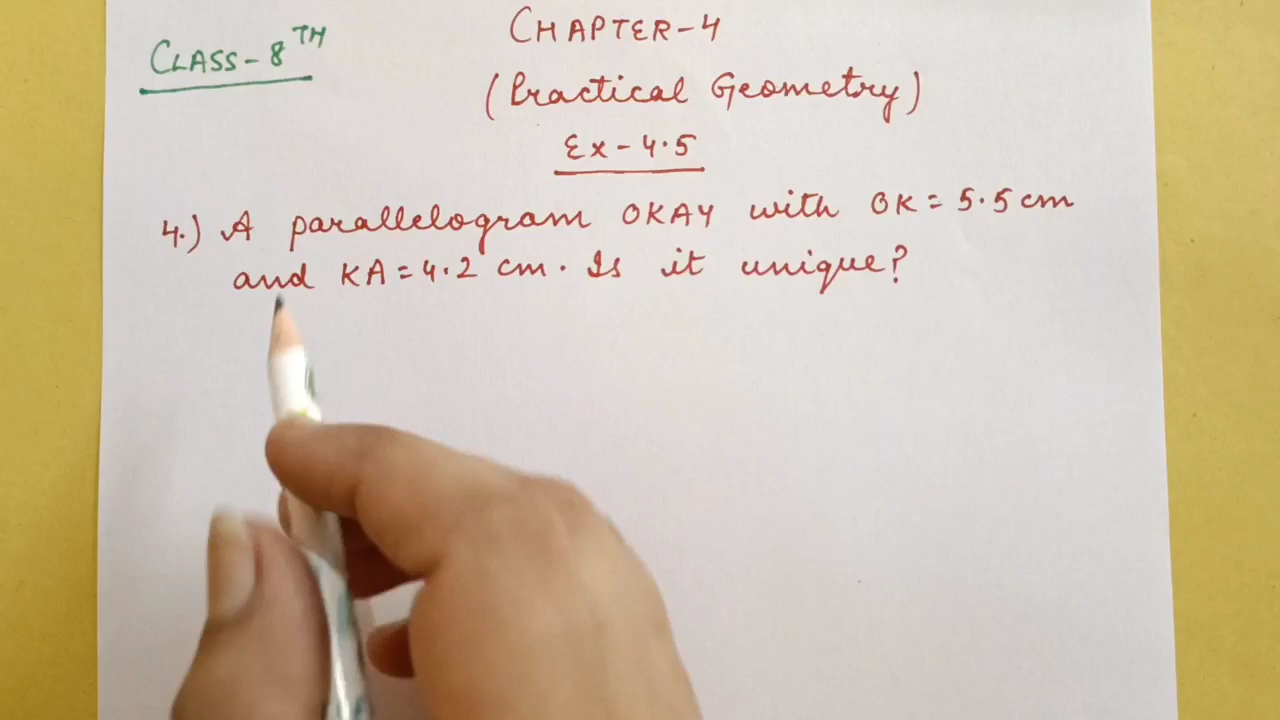 CLASS-8TH
CHAPTER-4
(Practical Geometry)
Ex-4.5
4.) A parallelogram OKAY with OK = 5.5 cm
and KA = 4.2 cm. Is it unique?